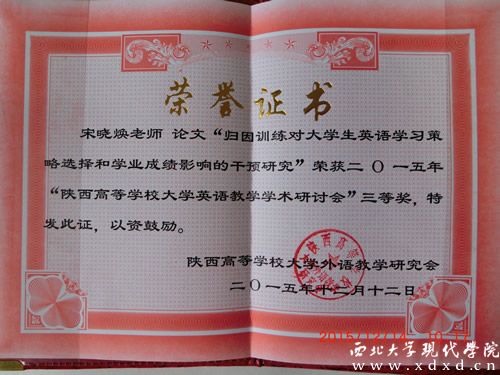 荣誉证书
宋晓焕老师 论文“归因训练对大学生英语学习策
略选择和学业成绩影响的干预研究”荣获二〇一五年
“陕西高等学校大学英语教学学术研讨会”三等奖，特
发此证，以资鼓励。
陕西高等学校大学外语教学研究会
二〇一五年十二月十二日
西北大学现代学院
www.xdxd.cn